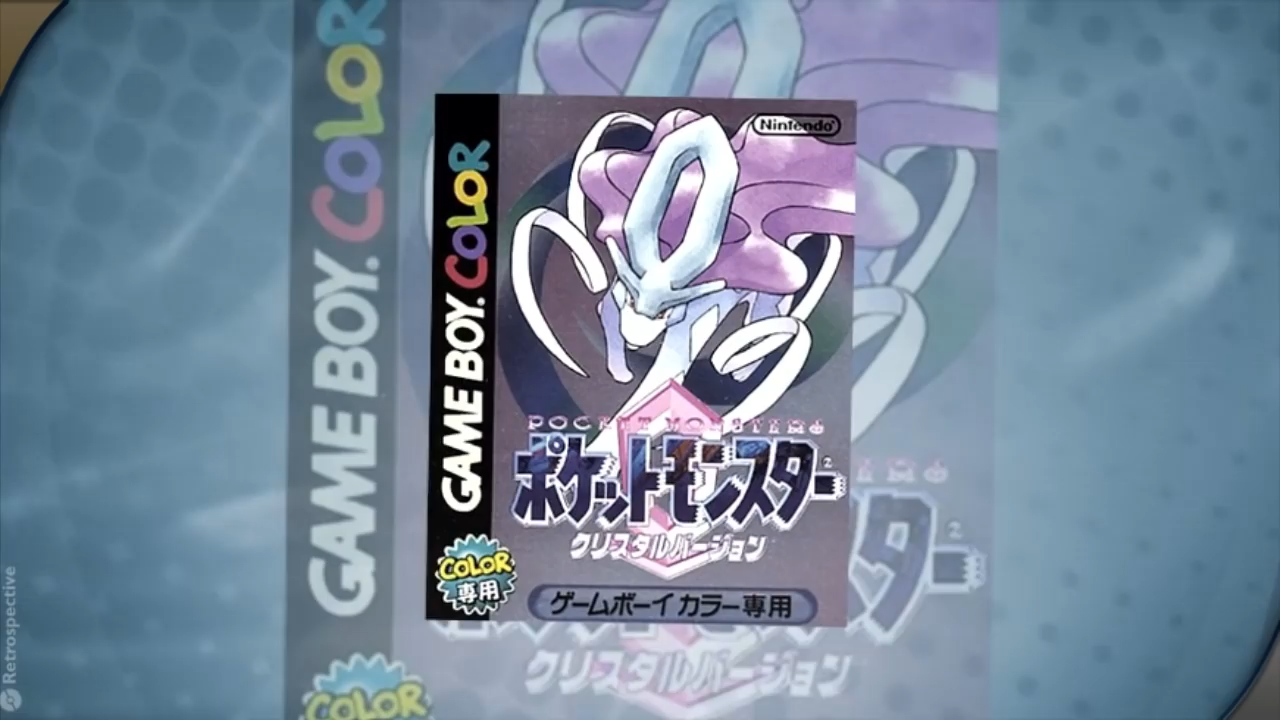 GAME BOY. COLOR
Nintendo
POCKET MONSTERS
ポケットモンスター
クリスタルバージョン
COLOR
専用
ゲームボーイ カラー専用
GAME BOY. COLOR
クリスタルバージョン
COLOR
Retrospective